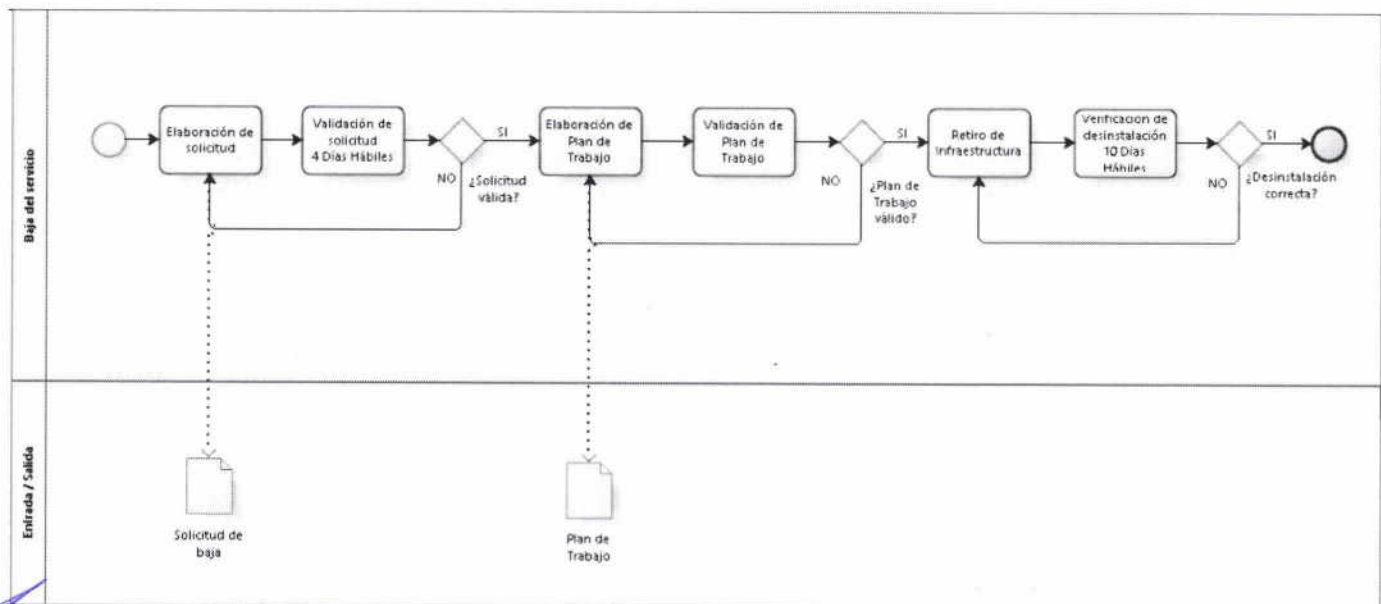 Baja del servicio
Elaboración de
solicitud
Validación de
solicitud
4 Días Hábiles
SI
NO
¿Solicitud
válida?
Elaboración de
Plan de
Trabajo
Validación de
Plan de
Trabajo
SI
NO
¿Plan de
Trabajo
válido?
Retiro de
Infraestructura
Verificación de
desinstalación
10 Días
Hábiles
SI
NO
¿Desinstalación
correcta?
Entrada / Salida
Solicitud de
baja
Plan de
Trabajo